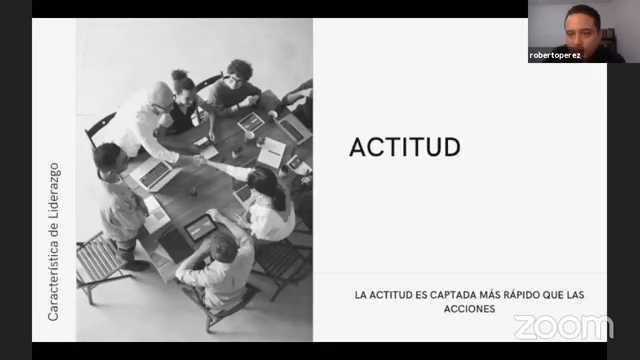 robertoperez
Característica de Liderazgo
ACTITUD
LA ACTITUD ES CAPTADA MÁS RÁPIDO QUE LAS
ACCIONES
zoom